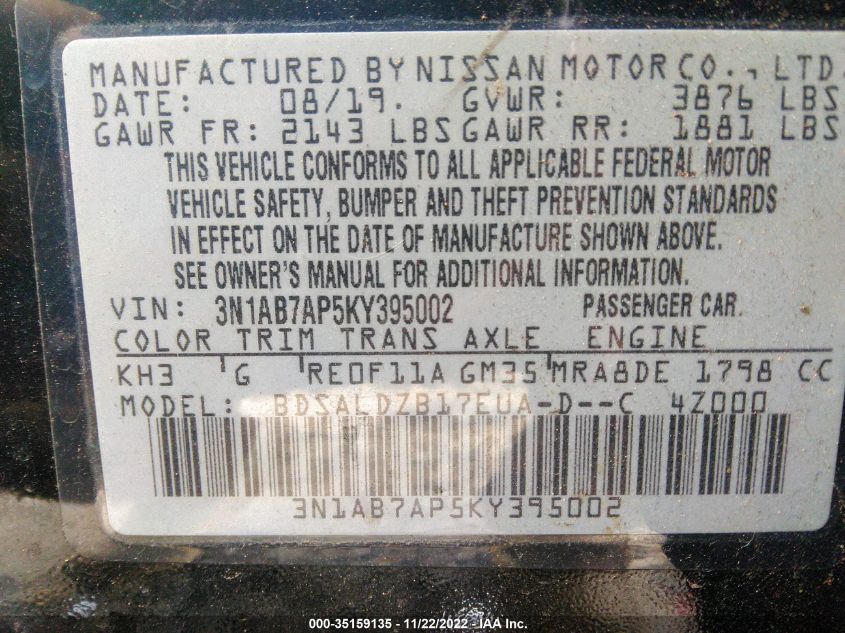 MANUFACTURED BY NISSAN MOTOR CO., LTD.
DATE: 08/19. GVWR: 3876 LBS
GAWR FR: 2143 LBS GAWR RR: 1881 LBS
THIS VEHICLE CONFORMS TO ALL APPLICABLE FEDERAL MOTOR
VEHICLE SAFETY, BUMPER AND THEFT PREVENTION STANDARDS
IN EFFECT ON THE DATE OF MANUFACTURE SHOWN ABOVE.
SEE OWNER'S MANUAL FOR ADDITIONAL INFORMATION.
VIN: 3N1AB7AP5KY395002 PASSENGER CAR.
COLOR TRIM TRANS AXLE ENGINE
KH3 'G 'RE0F11A GM35 'MRA8DE 1798 CC
MODEL: BDSALDZB17EUA-D--C 4Z000
3N1AB7AP5KY395002
000-35159135 - 11/22/2022 - IAA Inc.